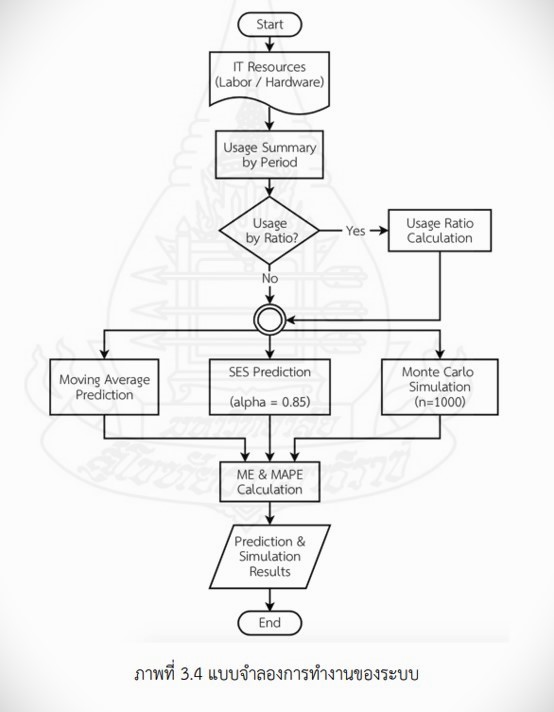 Start
IT Resources
(Labor / Hardware)
Usage Summary
by Period
Usage
by Ratio?
Yes
Usage Ratio
Calculation
No
Moving Average
Prediction
SES Prediction
(alpha = 0.85)
Monte Carlo
Simulation
(n=1000)
ME & MAPE
Calculation
Prediction &
Simulation
Results
End
ภาพที่ 3.4 แบบจำลองการทำงานของระบบ